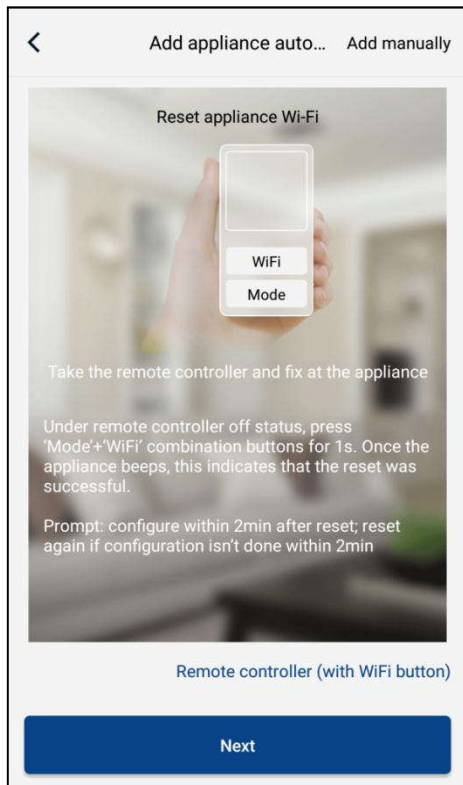 Add appliance auto... Add manually
Reset appliance Wi-Fi
WiFi
Mode
Take the remote controller and fix at the appliance
Under remote controller off status, press
‘Mode’+‘WiFi’ combination buttons for 1s. Once the
appliance beeps, this indicates that the reset was
successful.
Prompt: configure within 2min after reset; reset
again if configuration isn’t done within 2min
Remote controller (with WiFi button)
Next